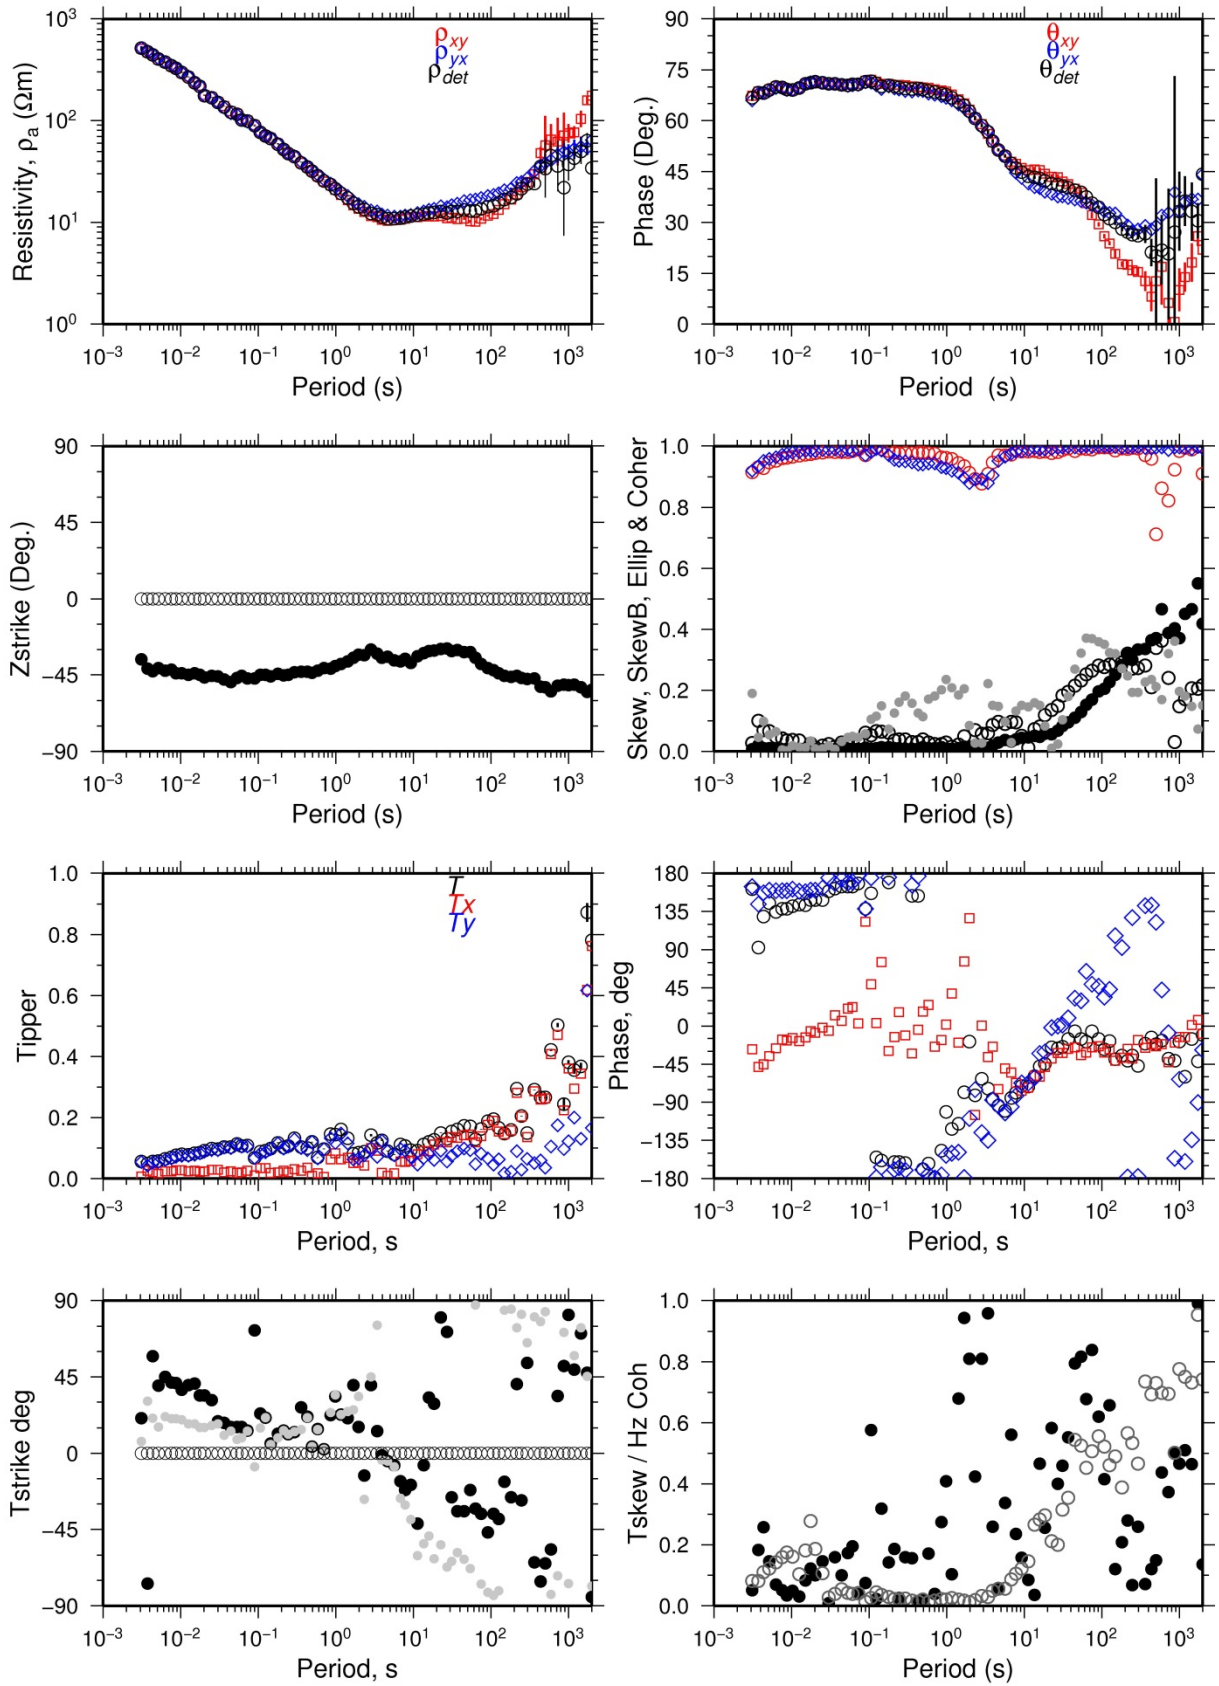 10³
10²
10¹
10⁰
Resistivity, ρₐ (Ωm)
ρxy
ρyx
ρdet
10⁻³ 10⁻² 10⁻¹ 10⁰ 10¹ 10² 10³
Period (s)
90
75
60
45
30
15
0
Phase (Deg.)
θxy
θyx
θdet
10⁻³ 10⁻² 10⁻¹ 10⁰ 10¹ 10² 10³
Period (s)
90
45
0
−45
−90
Zstrike (Deg.)
10⁻³ 10⁻² 10⁻¹ 10⁰ 10¹ 10² 10³
Period (s)
1.0
0.8
0.6
0.4
0.2
0.0
Skew, SkewB, Ellip & Coher
10⁻³ 10⁻² 10⁻¹ 10⁰ 10¹ 10² 10³
Period (s)
1.0
0.8
0.6
0.4
0.2
0.0
Tipper
T
Tx
Ty
10⁻³ 10⁻² 10⁻¹ 10⁰ 10¹ 10² 10³
Period, s
180
135
90
45
0
−45
−90
−135
−180
Phase, deg
10⁻³ 10⁻² 10⁻¹ 10⁰ 10¹ 10² 10³
Period, s
90
45
0
−45
−90
Tstrike deg
10⁻³ 10⁻² 10⁻¹ 10⁰ 10¹ 10² 10³
Period, s
1.0
0.8
0.6
0.4
0.2
0.0
Tskew / Hz Coh
10⁻³ 10⁻² 10⁻¹ 10⁰ 10¹ 10² 10³
Period (s)